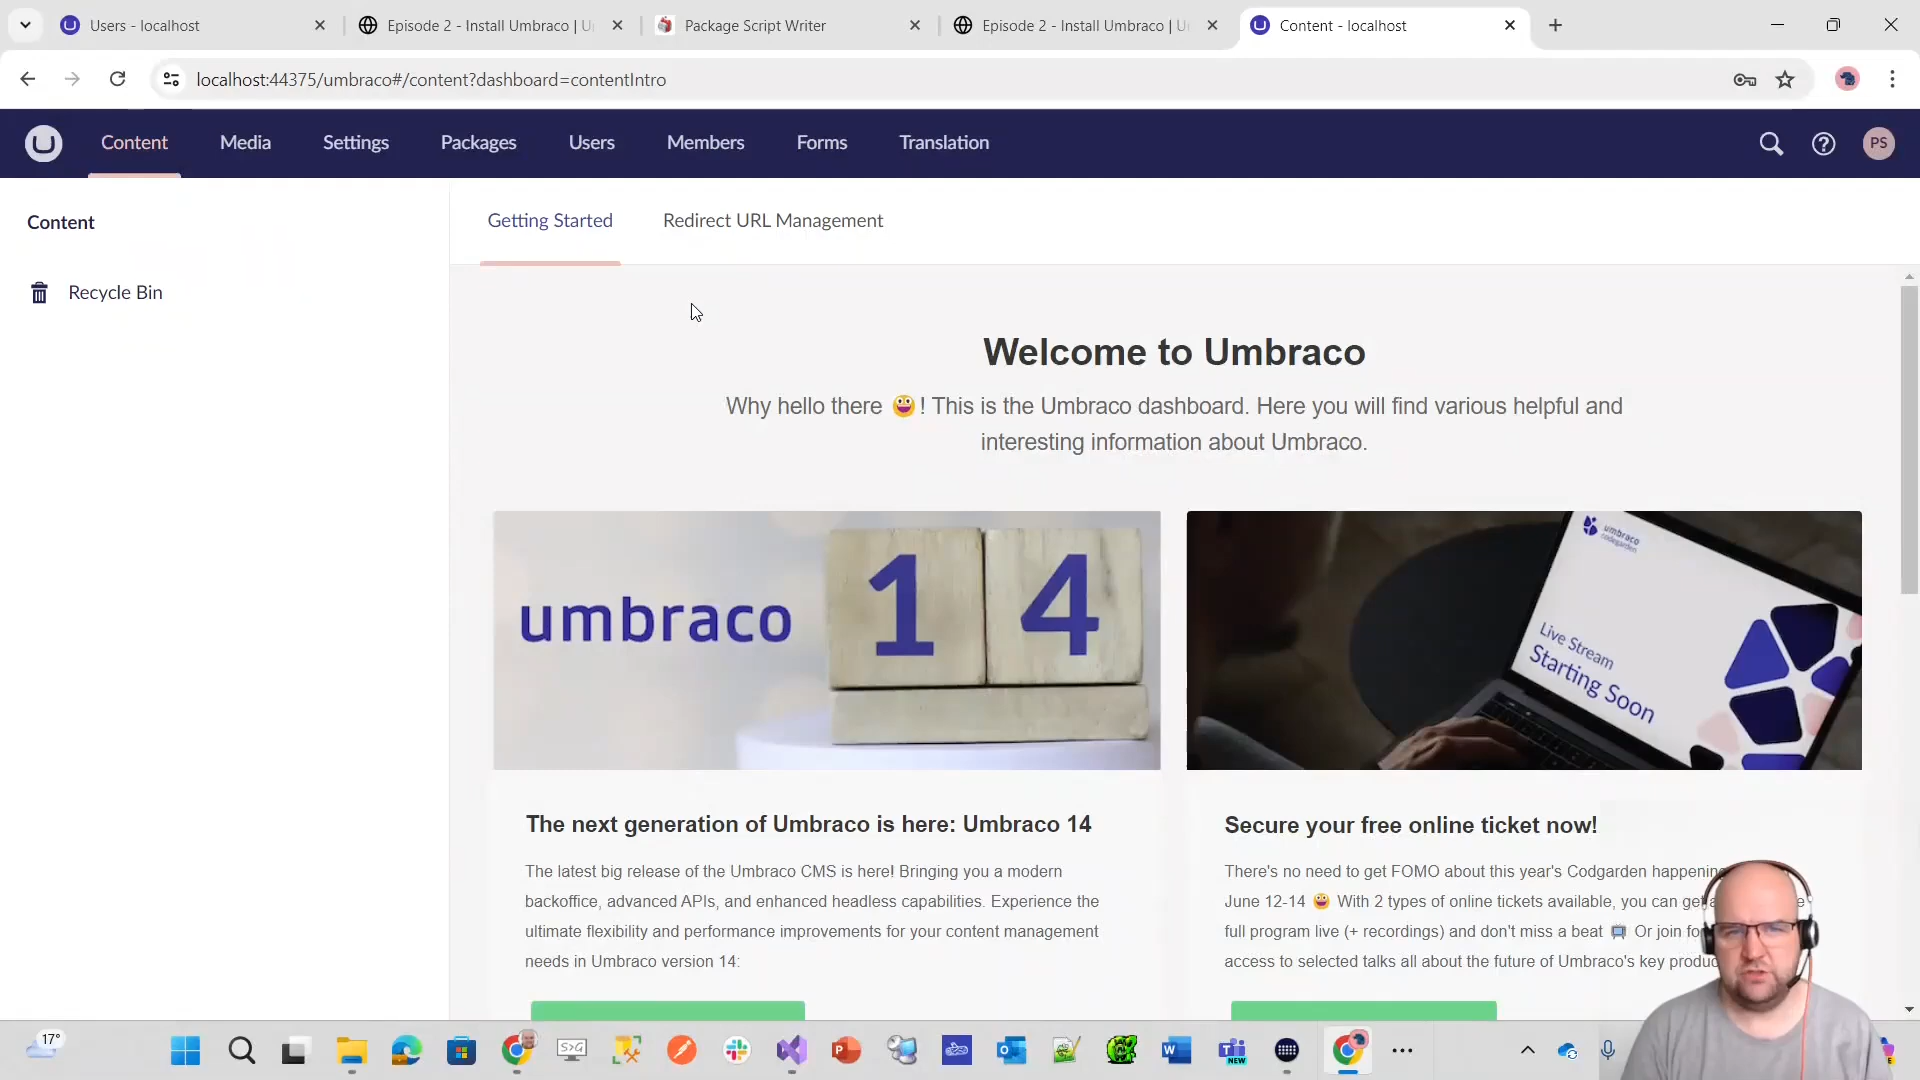 Users - localhost
Episode 2 - Install Umbraco | U
Package Script Writer
Episode 2 - Install Umbraco | U
Content - localhost
localhost:44375/umbraco#/content?dashboard=contentIntro
Content
Media
Settings
Packages
Users
Members
Forms
Translation
PS
Content
Recycle Bin
Getting Started
Redirect URL Management
Welcome to Umbraco
Why hello there 😀! This is the Umbraco dashboard. Here you will find various helpful and
interesting information about Umbraco.
umbraco
14
umbraco
codegarden
Live Stream
Starting Soon
The next generation of Umbraco is here: Umbraco 14
The latest big release of the Umbraco CMS is here! Bringing you a modern
backoffice, advanced APIs, and enhanced headless capabilities. Experience the
ultimate flexibility and performance improvements for your content management
needs in Umbraco version 14:
Secure your free online ticket now!
There's no need to get FOMO about this year's Codgarden happening
June 12-14 😀 With 2 types of online tickets available, you can get
full program live (+ recordings) and don't miss a beat 📺 Or join
access to selected talks all about the future of Umbraco's key
17°
S>G
NEW